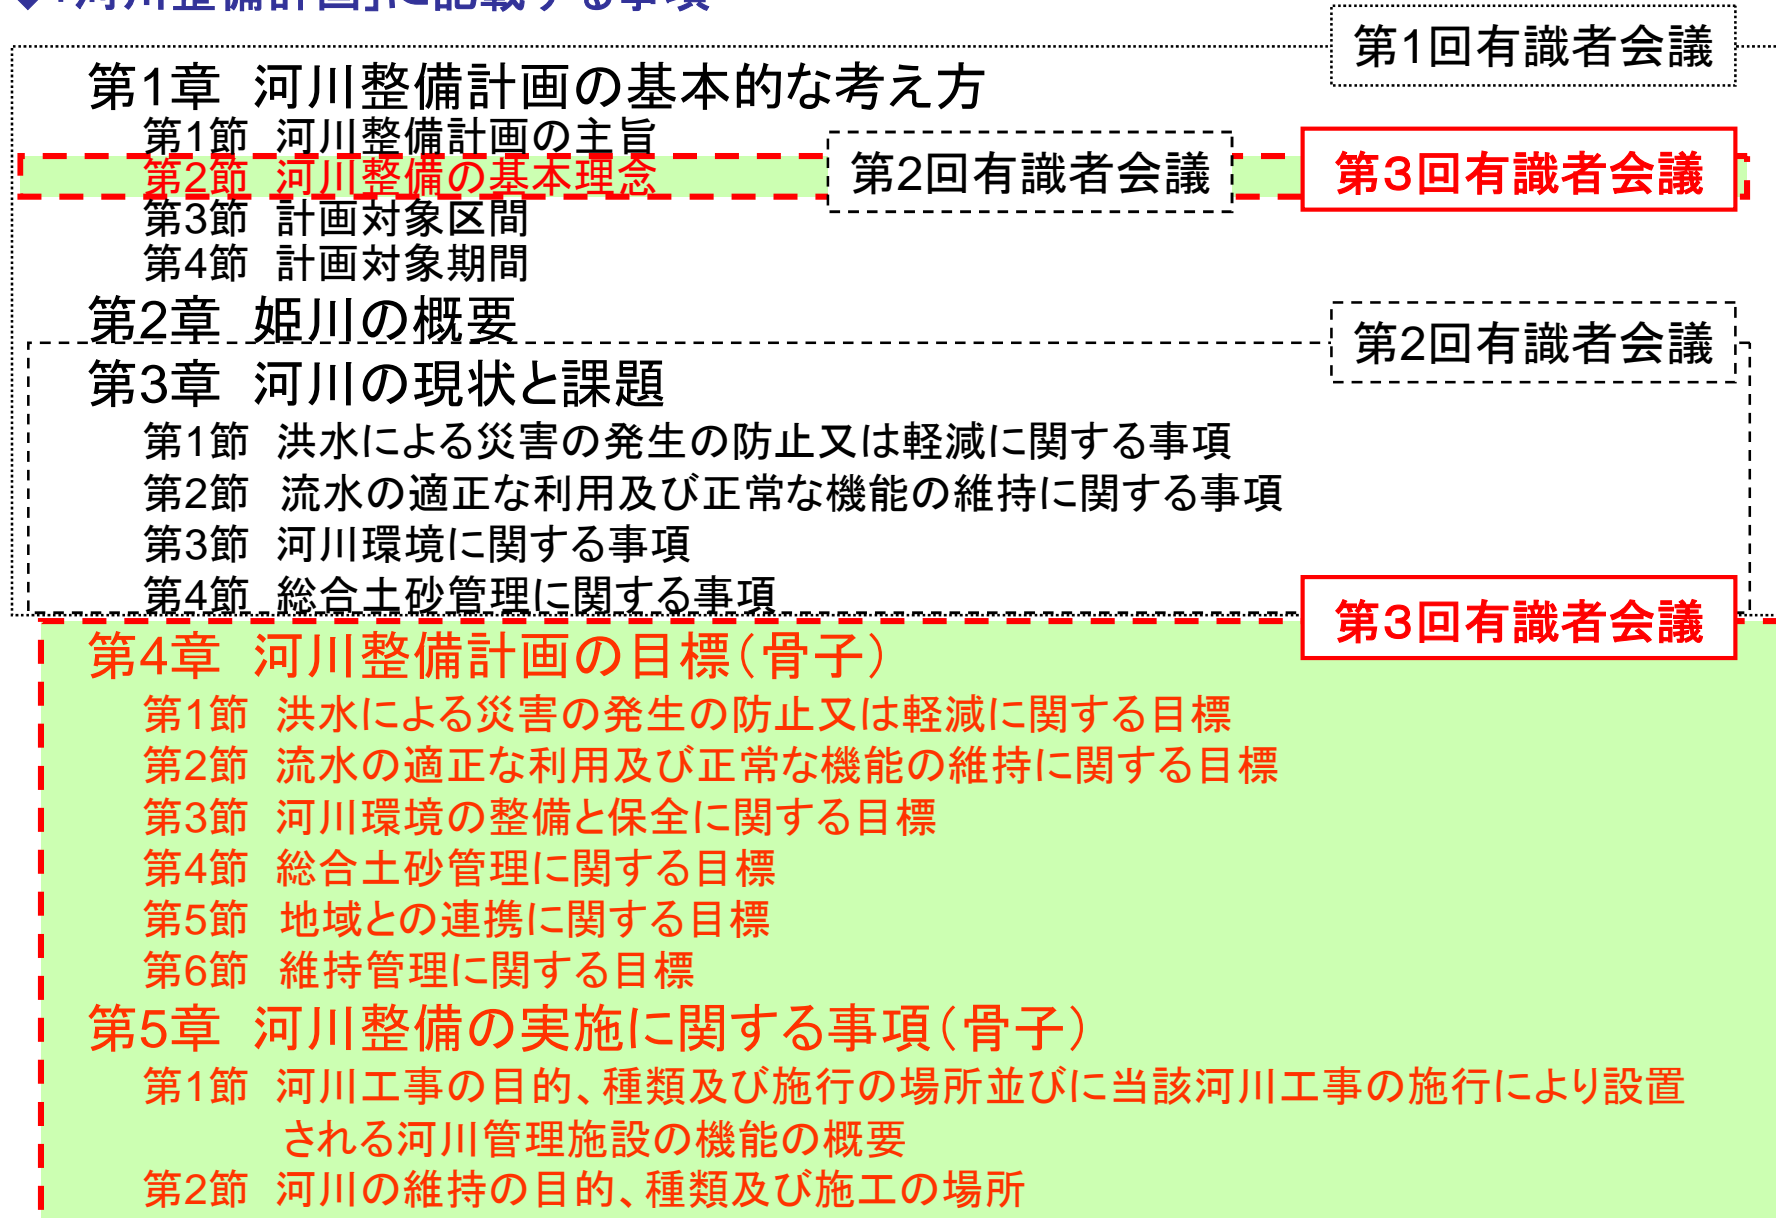 ◆「河川整備計画」に記載する事項
第1回有識者会議
第1章 河川整備計画の基本的な考え方
第1節 河川整備計画の主旨
第2節 河川整備の基本理念
第2回有識者会議
第3回有識者会議
第3節 計画対象区間
第4節 計画対象期間
第2章 姫川の概要
第2回有識者会議
第3章 河川の現状と課題
第1節 洪水による災害の発生の防止又は軽減に関する事項
第2節 流水の適正な利用及び正常な機能の維持に関する事項
第3節 河川環境に関する事項
第4節 総合土砂管理に関する事項
第3回有識者会議
第4章 河川整備計画の目標(骨子)
第1節 洪水による災害の発生の防止又は軽減に関する目標
第2節 流水の適正な利用及び正常な機能の維持に関する目標
第3節 河川環境の整備と保全に関する目標
第4節 総合土砂管理に関する目標
第5節 地域との連携に関する目標
第6節 維持管理に関する目標
第5章 河川整備の実施に関する事項(骨子)
第1節 河川工事の目的、種類及び施行の場所並びに当該河川工事の施行により設置
される河川管理施設の機能の概要
第2節 河川の維持の目的、種類及び施工の場所